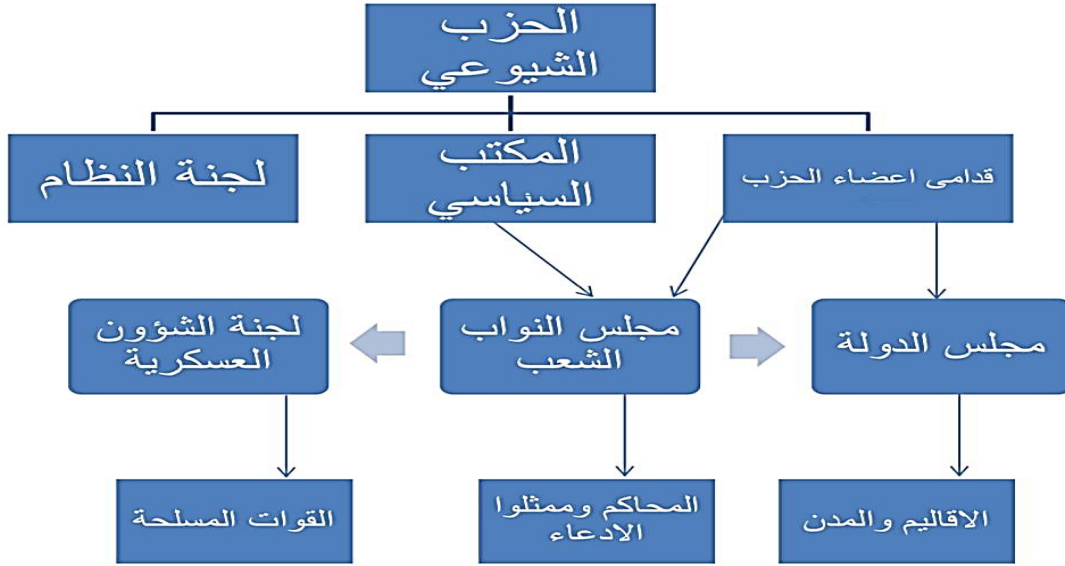 الحزب
الشيوعي
قدامى اعضاء الحزب
المكتب
السياسي
لجنة النظام
مجلس الدولة
مجلس النواب
الشعب
لجنة الشؤون
العسكرية
الاقاليم والمدن
المحاكم وممثلوا
الادعاء
القوات المسلحة